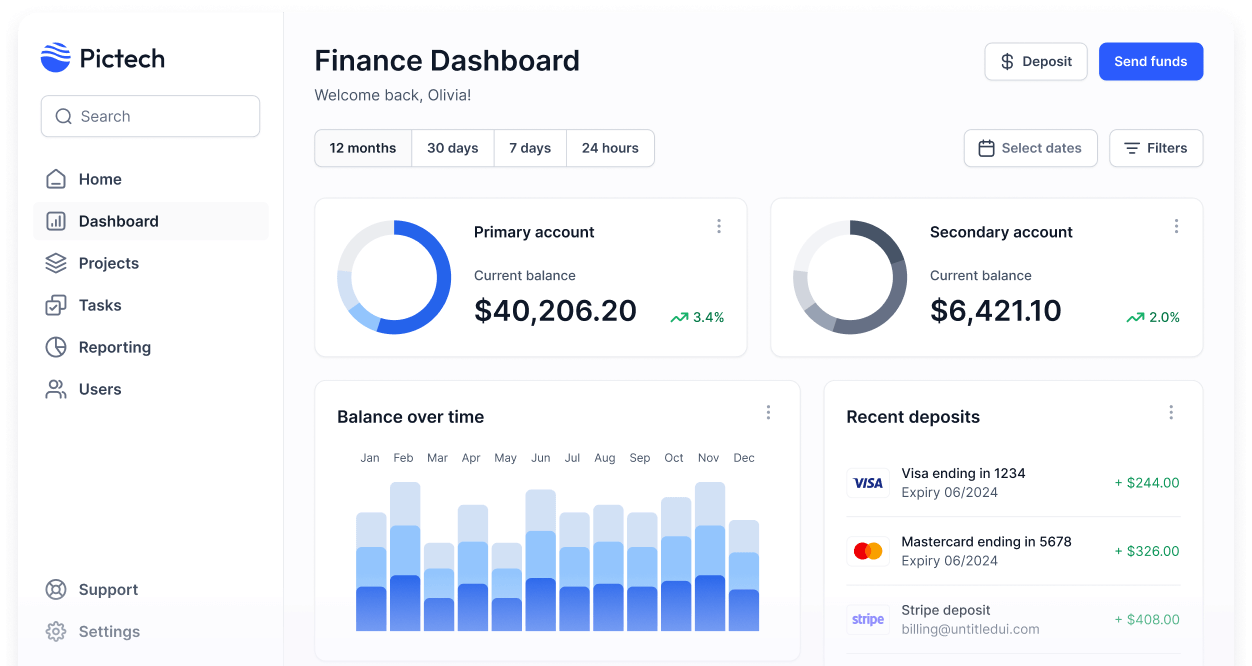 Pictech
Search
Home
Dashboard
Projects
Tasks
Reporting
Users
Support
Settings
Finance Dashboard
Welcome back, Olivia!
Deposit
Send funds
12 months 30 days 7 days 24 hours
Select dates
Filters
Primary account
Current balance
$40,206.20
3.4%
Secondary account
Current balance
$6,421.10
2.0%
Balance over time
Jan Feb Mar Apr May Jun Jul Aug Sep Oct Nov Dec
Recent deposits
VISA
Visa ending in 1234
Expiry 06/2024
+ $244.00
Mastercard ending in 5678
Expiry 06/2024
+ $326.00
stripe
Stripe deposit
billing@untitledui.com
+ $408.00